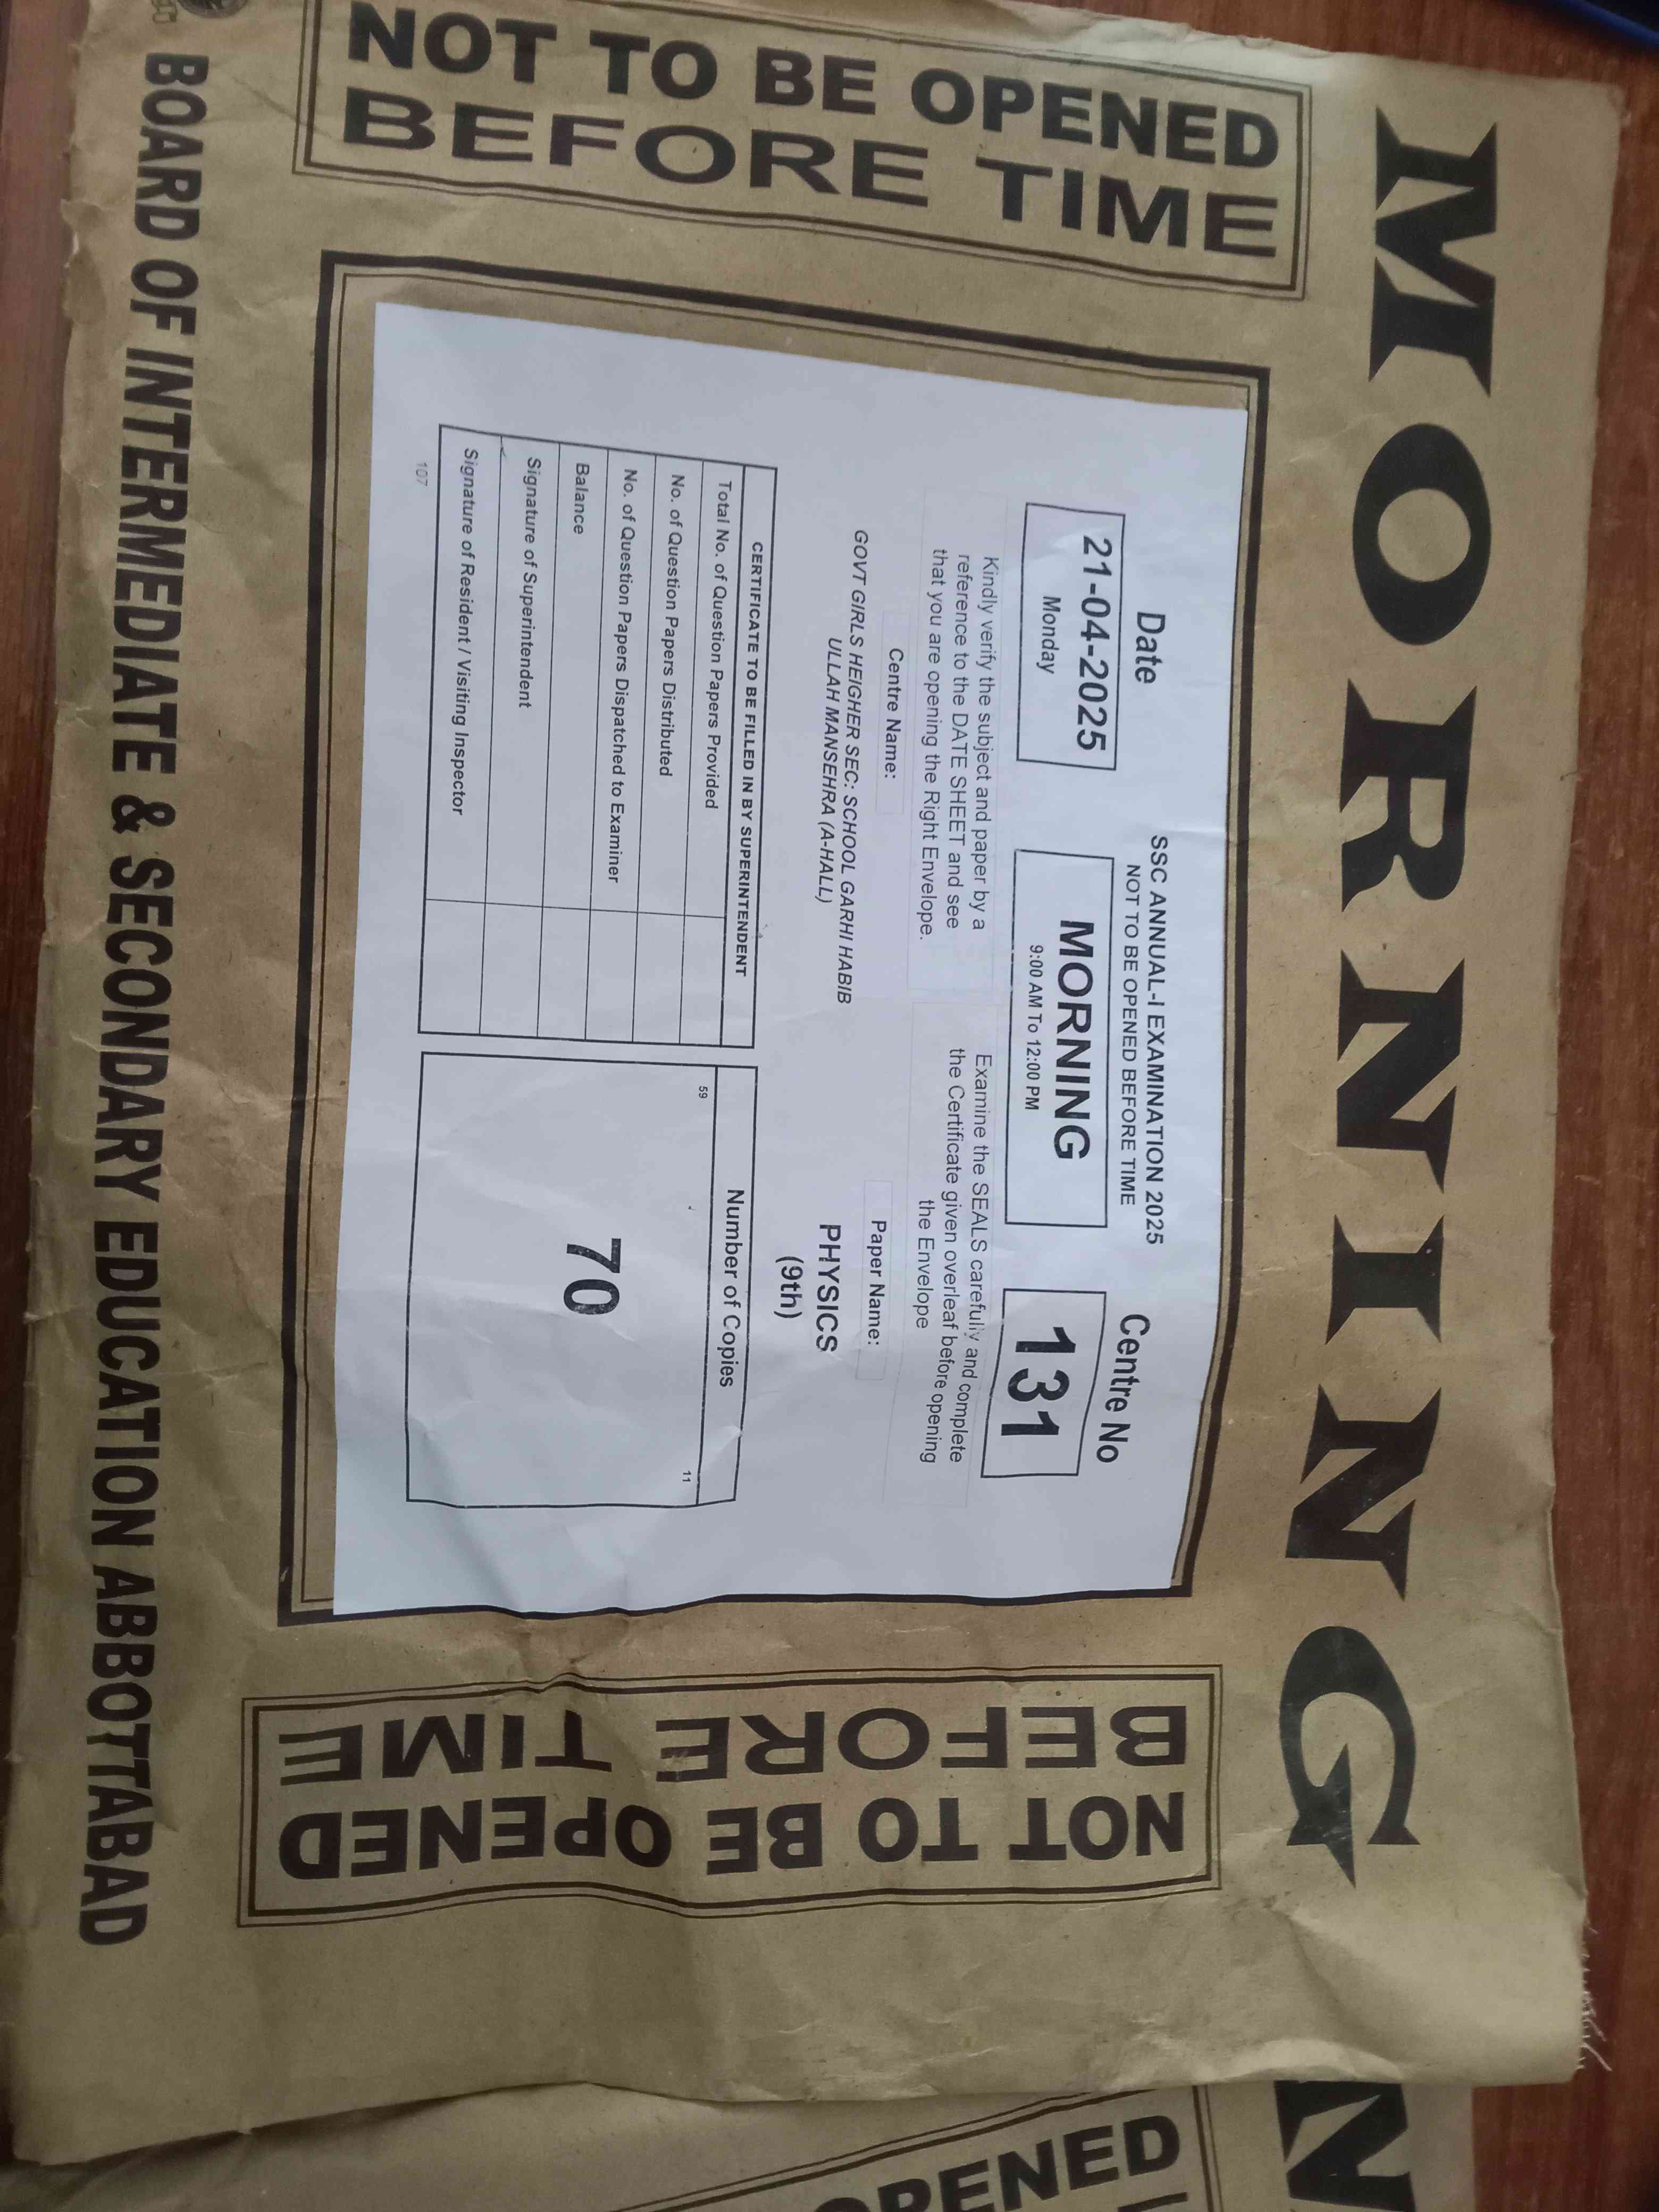 MORNING
NOT TO BE OPENED
BEFORE TIME
SSC ANNUAL-I EXAMINATION 2025
NOT TO BE OPENED BEFORE TIME
Date
21-04-2025
Monday
MORNING
9:00 AM To 12:00 PM
Centre No
131
Kindly verify the subject and paper by a
reference to the DATE SHEET and see
that you are opening the Right Envelope.
Examine the SEALS carefully and complete
the Certificate given overleaf before opening
the Envelope
Centre Name:
GOVT GIRLS HEIGHER SEC: SCHOOL GARHI HABIB
ULLAH MANSEHRA (A-HALL)
Paper Name:
PHYSICS
(9th)
CERTIFICATE TO BE FILLED IN BY SUPERINTENDENT
Total No. of Question Papers Provided
No. of Question Papers Distributed
No. of Question Papers Dispatched to Examiner
Balance
Signature of Superintendent
Signature of Resident / Visiting Inspector
107
Number of Copies
59
11
70
NOT TO BE OPENED
BEFORE TIME
BOARD OF INTERMEDIATE & SECONDARY EDUCATION ABBOTTABAD